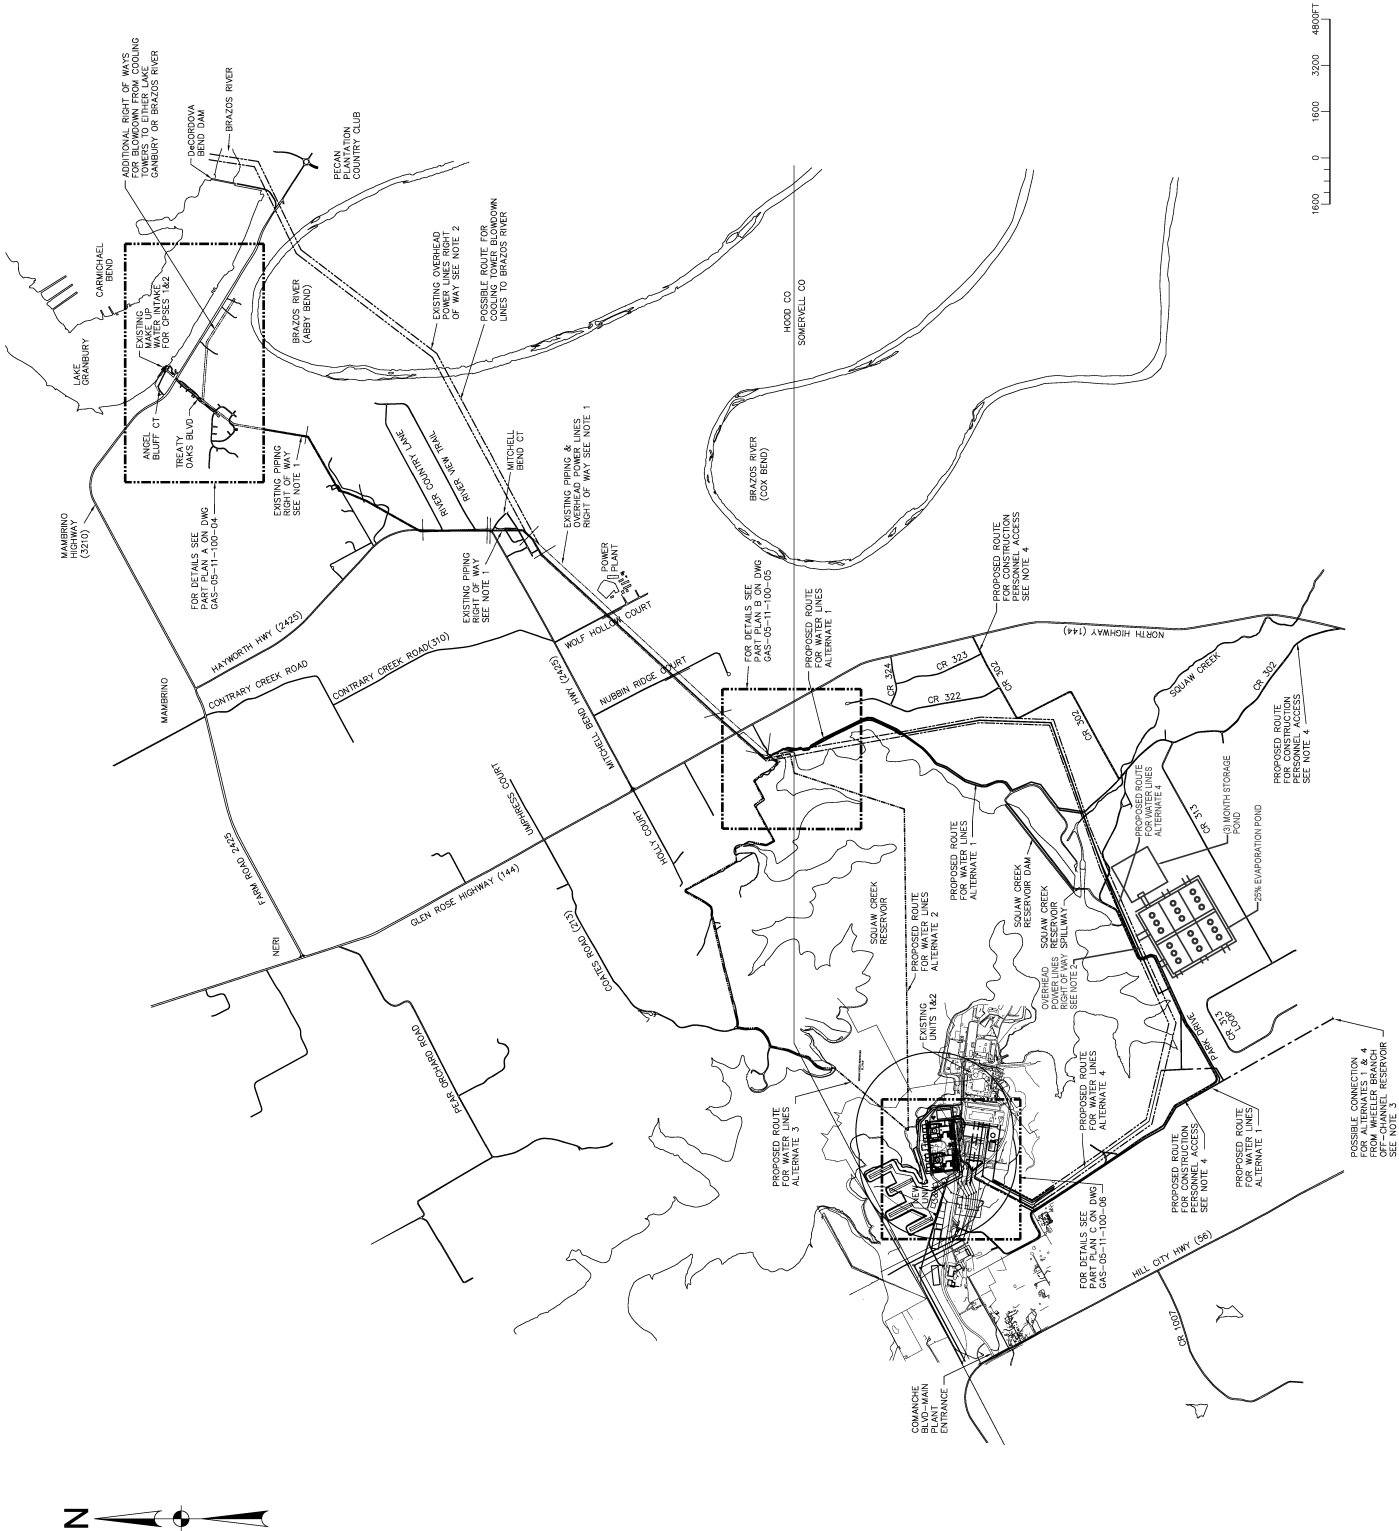 4800FT
3200
1600
0
1600
ADDITIONAL RIGHT OF WAYS
FOR BLOWDOWN FROM COOLING
TOWERS TO EITHER LAKE
GANBURY OR BRAZOS RIVER
DeCORDOVA
BEND DAM
BRAZOS RIVER
PECAN
PLANTATION
COUNTRY CLUB
CARMICHAEL
BEND
EXISTING
MAKE UP
WATER INTAKE
FOR CPSES 1&2
LAKE
GRANBURY
BRAZOS RIVER
(ABBY BEND)
EXISTING OVERHEAD
POWER LINES RIGHT
OF WAY SEE NOTE 2
POSSIBLE ROUTE FOR
COOLING TOWER BLOWDOWN
LINES TO BRAZOS RIVER
HOOD CO
SOMERVELL CO
ANGEL
BLUFF CT
TREATY
OAKS BLVD
EXISTING PIPING
RIGHT OF WAY
SEE NOTE 1
MAMBRINO
HIGHWAY
(3210)
FOR DETAILS SEE
PART PLAN A ON DWG
GAS-05-11-100-04
RIVER COUNTRY LANE
RIVER VIEW TRAIL
MITCHELL
BEND CT
EXISTING PIPING &
OVERHEAD POWER LINES
RIGHT OF WAY SEE NOTE 1
EXISTING PIPING
RIGHT OF WAY
SEE NOTE 1
POWER
PLANT
BRAZOS RIVER
(COX BEND)
HAYWORTH HWY (2425)
CONTRARY CREEK ROAD
CONTRARY CREEK ROAD(310)
MAMBRINO
WOLF HOLLOW COURT
NUBBIN RIDGE COURT
MITCHELL BEND HWY (2425)
FOR DETAILS SEE
PART PLAN B ON DWG
GAS-05-11-100-05
PROPOSED ROUTE
FOR WATER LINES
ALTERNATE 1
PROPOSED ROUTE
FOR CONSTRUCTION
PERSONNEL ACCESS
SEE NOTE 4
CR 324
CR 323
CR 322
CR 302
NORTH HIGHWAY (144)
SQUAW CREEK
CR 302
CR 302
PROPOSED ROUTE
FOR CONSTRUCTION
PERSONNEL ACCESS
SEE NOTE 4
FARM ROAD 2425
UMPHRESS COURT
HOLLY COURT
GLEN ROSE HIGHWAY (144)
NERI
COATES ROAD (213)
PEAR ORCHARD ROAD
SQUAW CREEK
RESERVOIR
PROPOSED ROUTE
FOR WATER LINES
ALTERNATE 2
PROPOSED ROUTE
FOR WATER LINES
ALTERNATE 1
SQUAW CREEK
RESERVOIR DAM
SQUAW CREEK
RESERVOIR
SPILLWAY
OVERHEAD
POWER LINES
RIGHT OF WAY
SEE NOTE 2
PROPOSED ROUTE
FOR WATER LINES
ALTERNATE 4
CR 313
(3) MONTH STORAGE
POND
25% EVAPORATION POND
CR 313
LOOP
PARK DRIVE
EXISTING
UNITS 1&2
PROPOSED ROUTE
FOR WATER LINES
ALTERNATE 3
PROPOSED ROUTE
FOR WATER LINES
ALTERNATE 4
PROPOSED ROUTE
FOR CONSTRUCTION
PERSONNEL ACCESS
SEE NOTE 4
PROPOSED ROUTE
FOR WATER LINES
ALTERNATE 1
POSSIBLE CONNECTION
FOR ALTERNATES 1 & 4
FROM WHEELER BRANCH
OFF-CHANNEL RESERVOIR
SEE NOTE 3
FOR DETAILS SEE
PART PLAN C ON DWG
GAS-05-11-100-06
HILL CITY HWY (56)
CR 1007
COMANCHE
BLVD-MAIN
PLANT
ENTRANCE
N